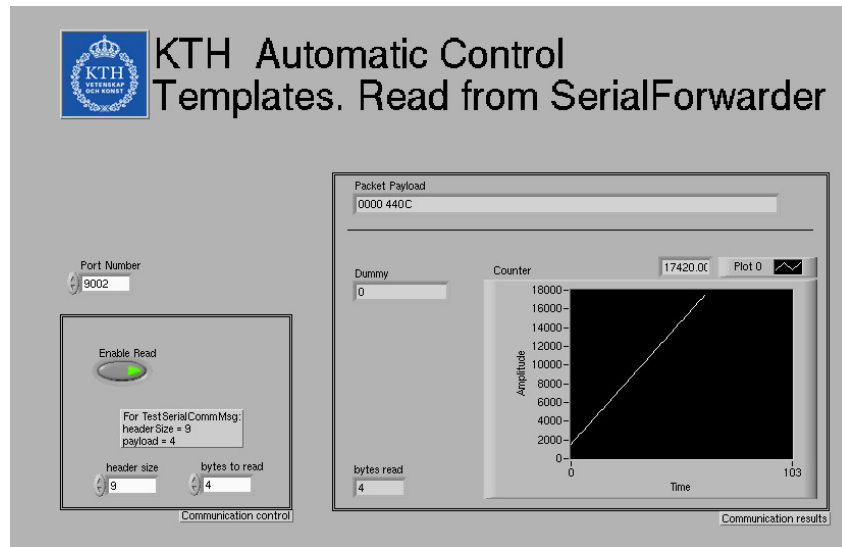 KTH
VETENSKAP
OCH KONST
KTH Automatic Control
Templates. Read from SerialForwarder
Packet Payload
0000 440C
Port Number
9002
Dummy
0
Counter
17420.00
Plot 0
18000
16000
14000
12000
10000
8000
6000
4000
2000
0
Amplitude
0
103
Time
Enable Read
For TestSerialCommMsg:
headerSize = 9
payload = 4
header size
9
bytes to read
4
bytes read
4
Communication control
Communication results